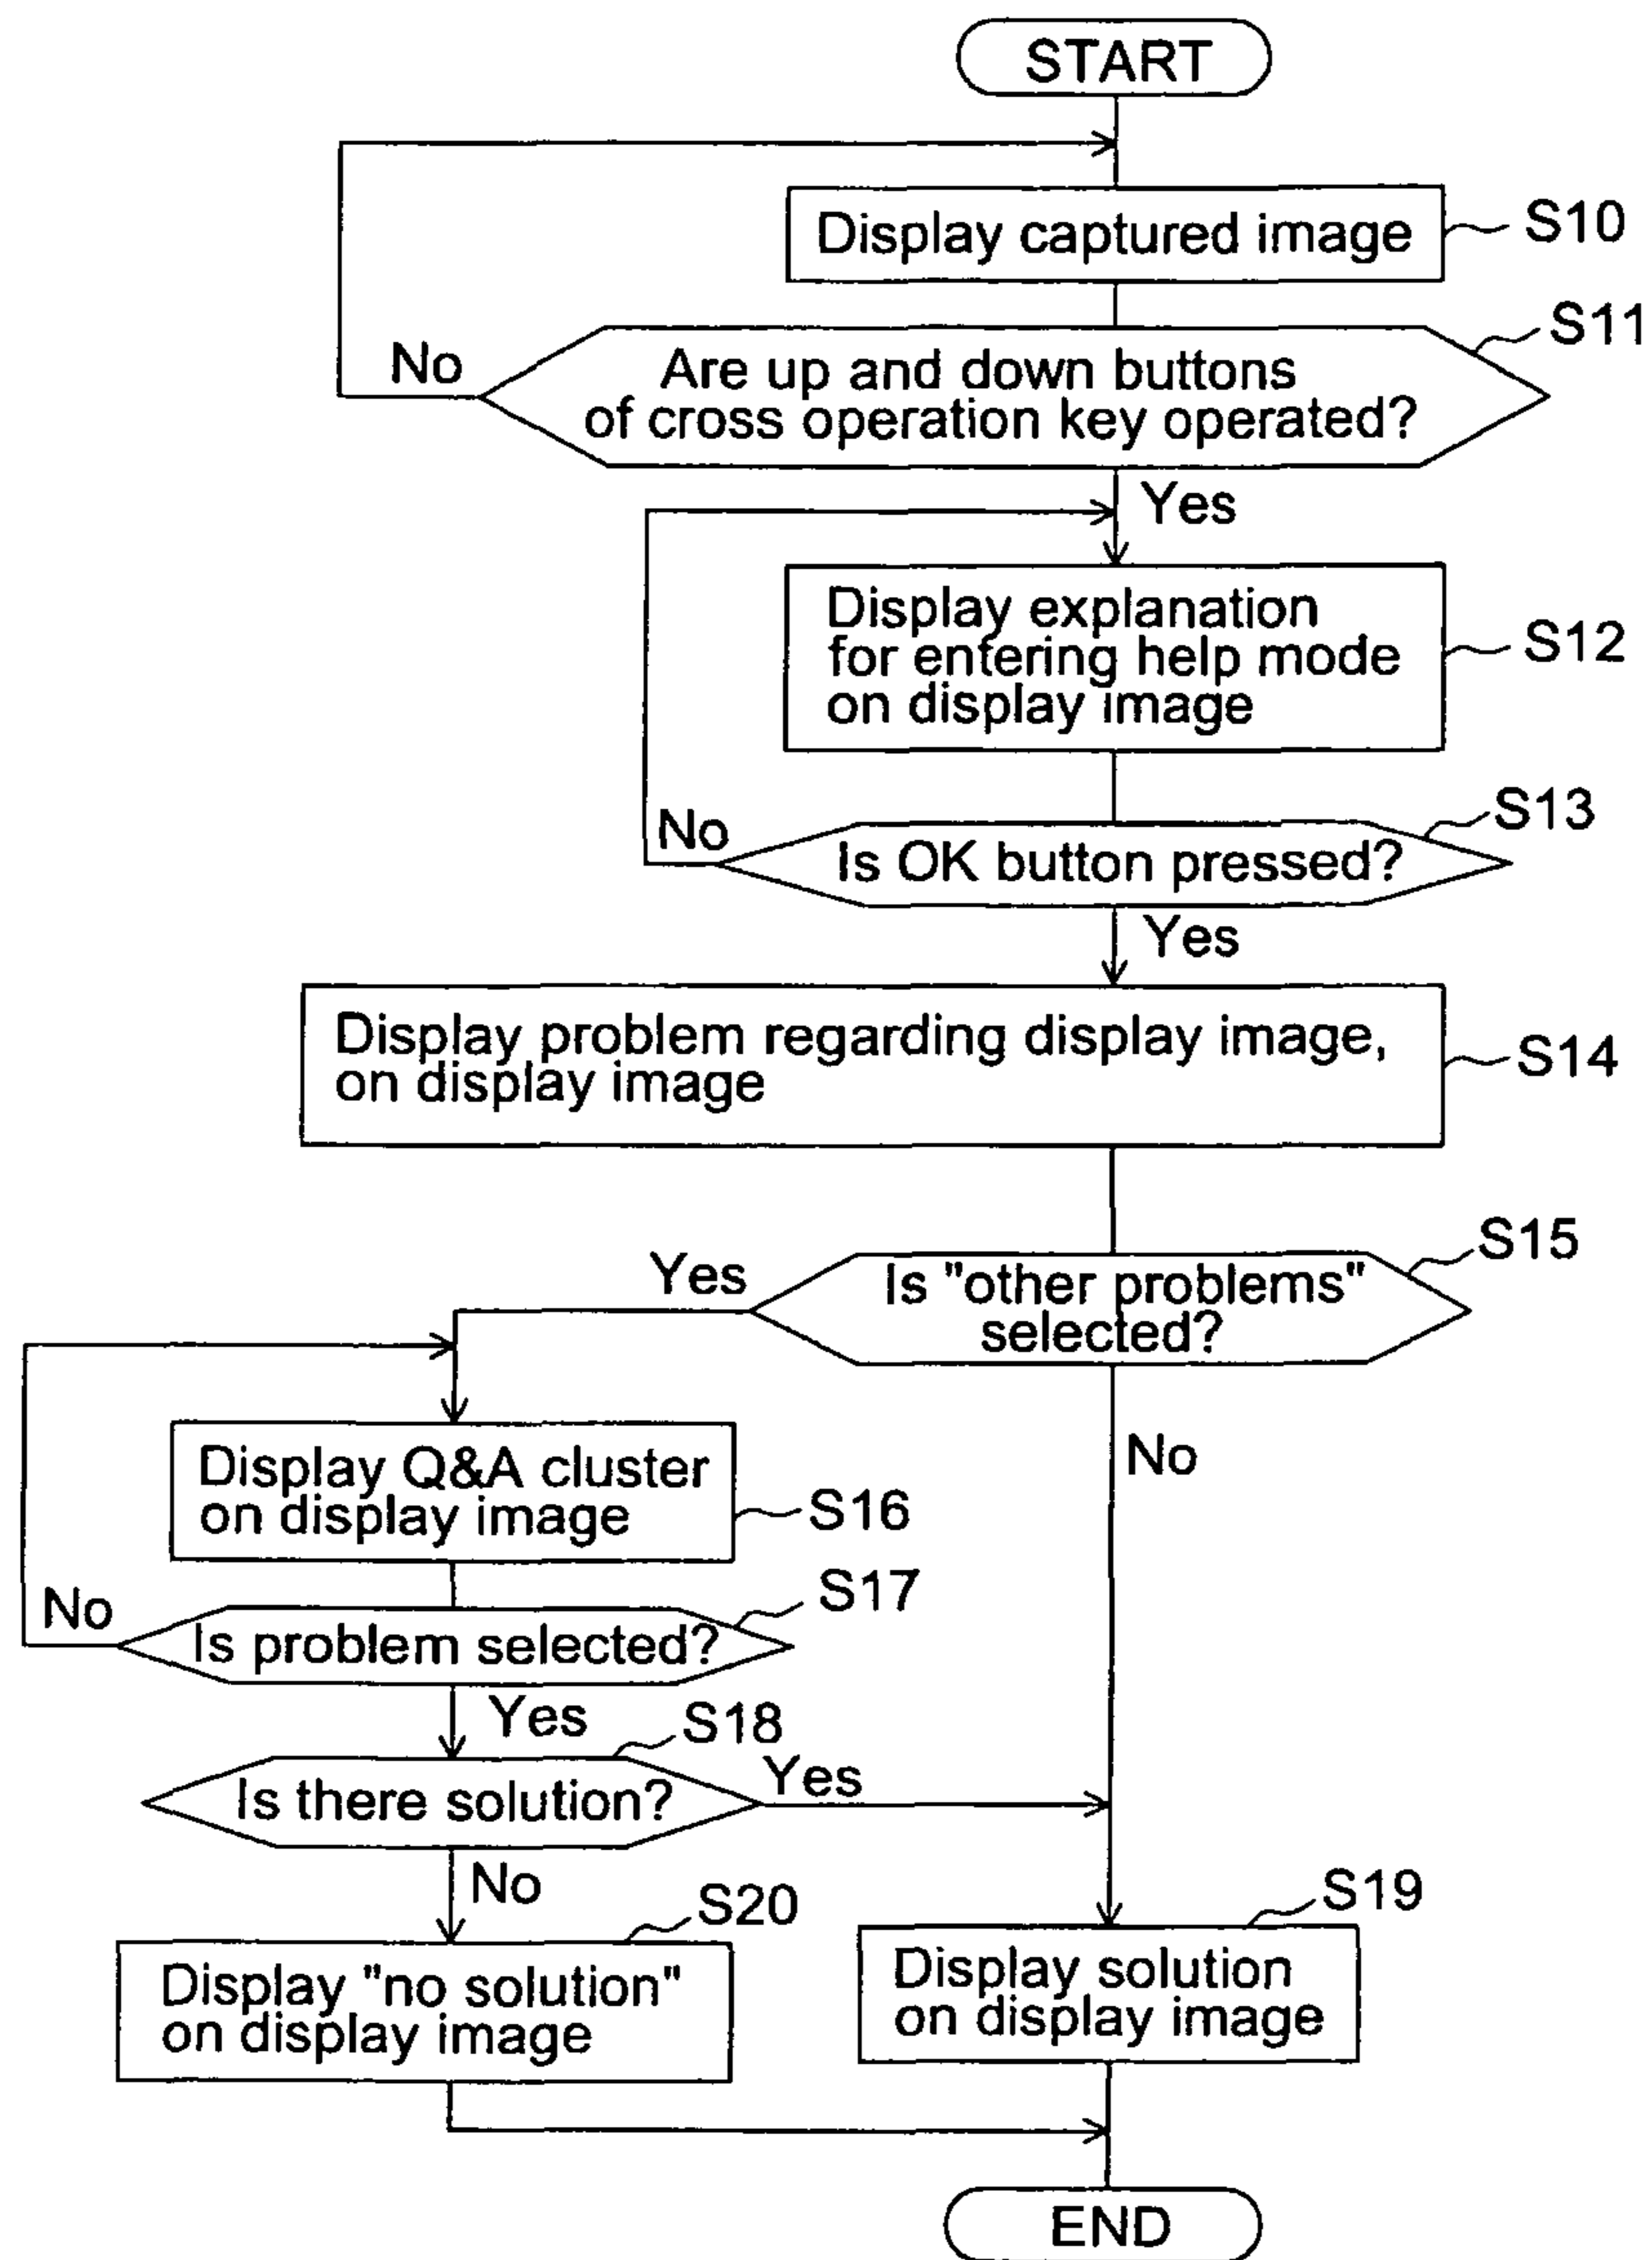 START
Display captured image
S10
S11
No
Are up and down buttons
of cross operation key operated?
Yes
Display explanation
for entering help mode
on display image
S12
S13
No
Is OK button pressed?
Yes
Display problem regarding display image,
on display image
S14
S15
Yes
Is "other problems"
selected?
No
Display Q&A cluster
on display image
S16
S17
No
Is problem selected?
Yes
S18
Is there solution?
Yes
No
S20
S19
Display "no solution"
on display image
Display solution
on display image
END